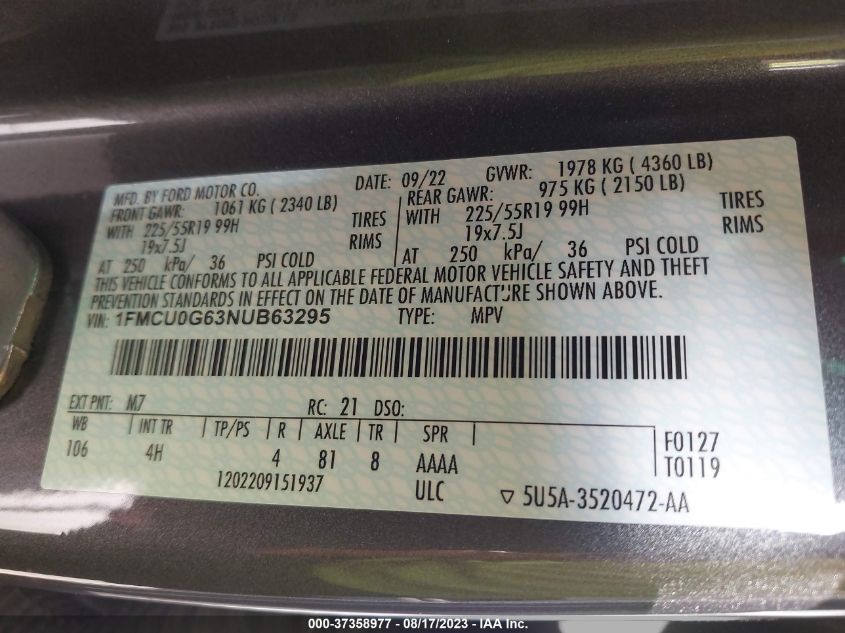 MFD. BY FORD MOTOR CO. DATE: 09/22 GVWR: 1978 KG ( 4360 LB)
FRONT GAWR: 1061 KG ( 2340 LB) REAR GAWR: 975 KG ( 2150 LB)
WITH 225/55R19 99H TIRES WITH 225/55R19 99H TIRES
19x7.5J RIMS 19x7.5J RIMS
AT 250 kPa/ 36 PSI COLD AT 250 kPa/ 36 PSI COLD
THIS VEHICLE CONFORMS TO ALL APPLICABLE FEDERAL MOTOR VEHICLE SAFETY AND THEFT
PREVENTION STANDARDS IN EFFECT ON THE DATE OF MANUFACTURE SHOWN ABOVE.
VIN: 1FMCU0G63NUB63295 TYPE: MPV
EXT PNT: M7 RC: 21 DSO:
WB INT TR TP/PS R AXLE TR SPR
106 4H 4 81 8 AAAA
F0127
T0119
1202209151937 ULC ▽ 5U5A-3520472-AA
000-37358977 - 08/17/2023 - IAA Inc.